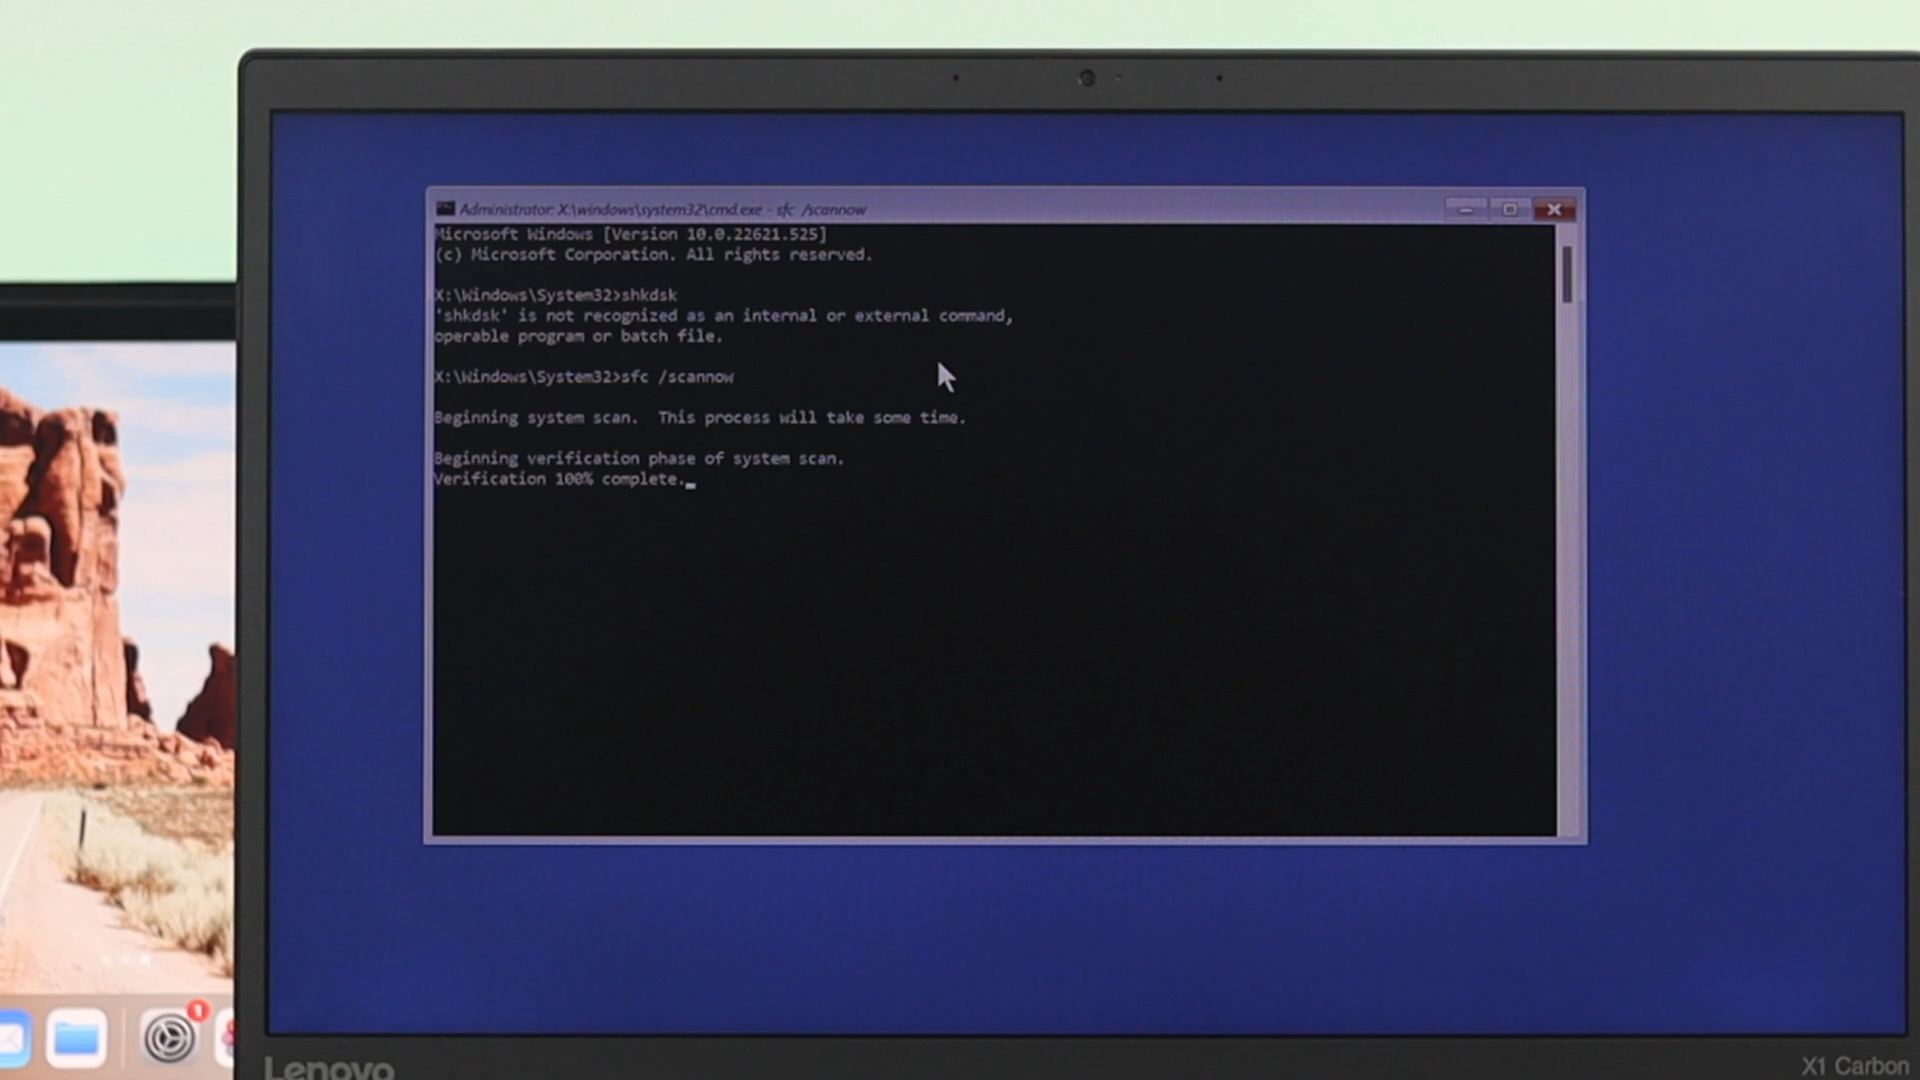 Administrator: X:\windows\system32\cmd.exe - sfc  /scannow
Microsoft Windows [Version 10.0.22621.525]
(c) Microsoft Corporation. All rights reserved.
X:\Windows\System32>shkdsk
'shkdsk' is not recognized as an internal or external command,
operable program or batch file.
X:\Windows\System32>sfc /scannow
Beginning system scan.  This process will take some time.
Beginning verification phase of system scan.
Verification 100% complete.
1
Lenovo
X1 Carbon